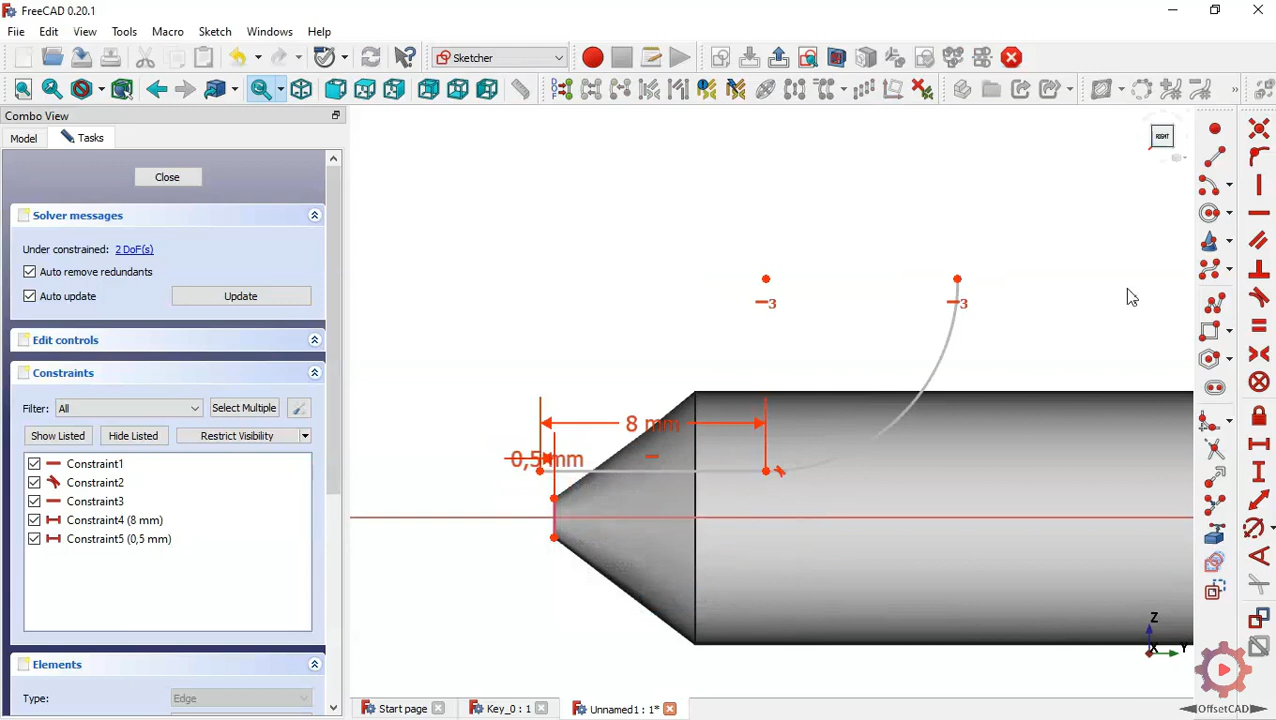 FreeCAD 0.20.1
File Edit View Tools Macro Sketch Windows Help
Sketcher
Combo View
Model Tasks
Close
Solver messages
Under constrained: 2 DoF(s)
Auto remove redundants
Auto update Update
Edit controls
Constraints
Filter: All Select Multiple
Show Listed Hide Listed Restrict Visibility
Constraint1
Constraint2
Constraint3
Constraint4 (8 mm)
Constraint5 (0,5 mm)
Elements
Type: Edge
RIGHT
3 3
8 mm
0,5 mm
Z
X Y
Start page Key_0 : 1 Unnamed1 : 1*
OffsetCAD